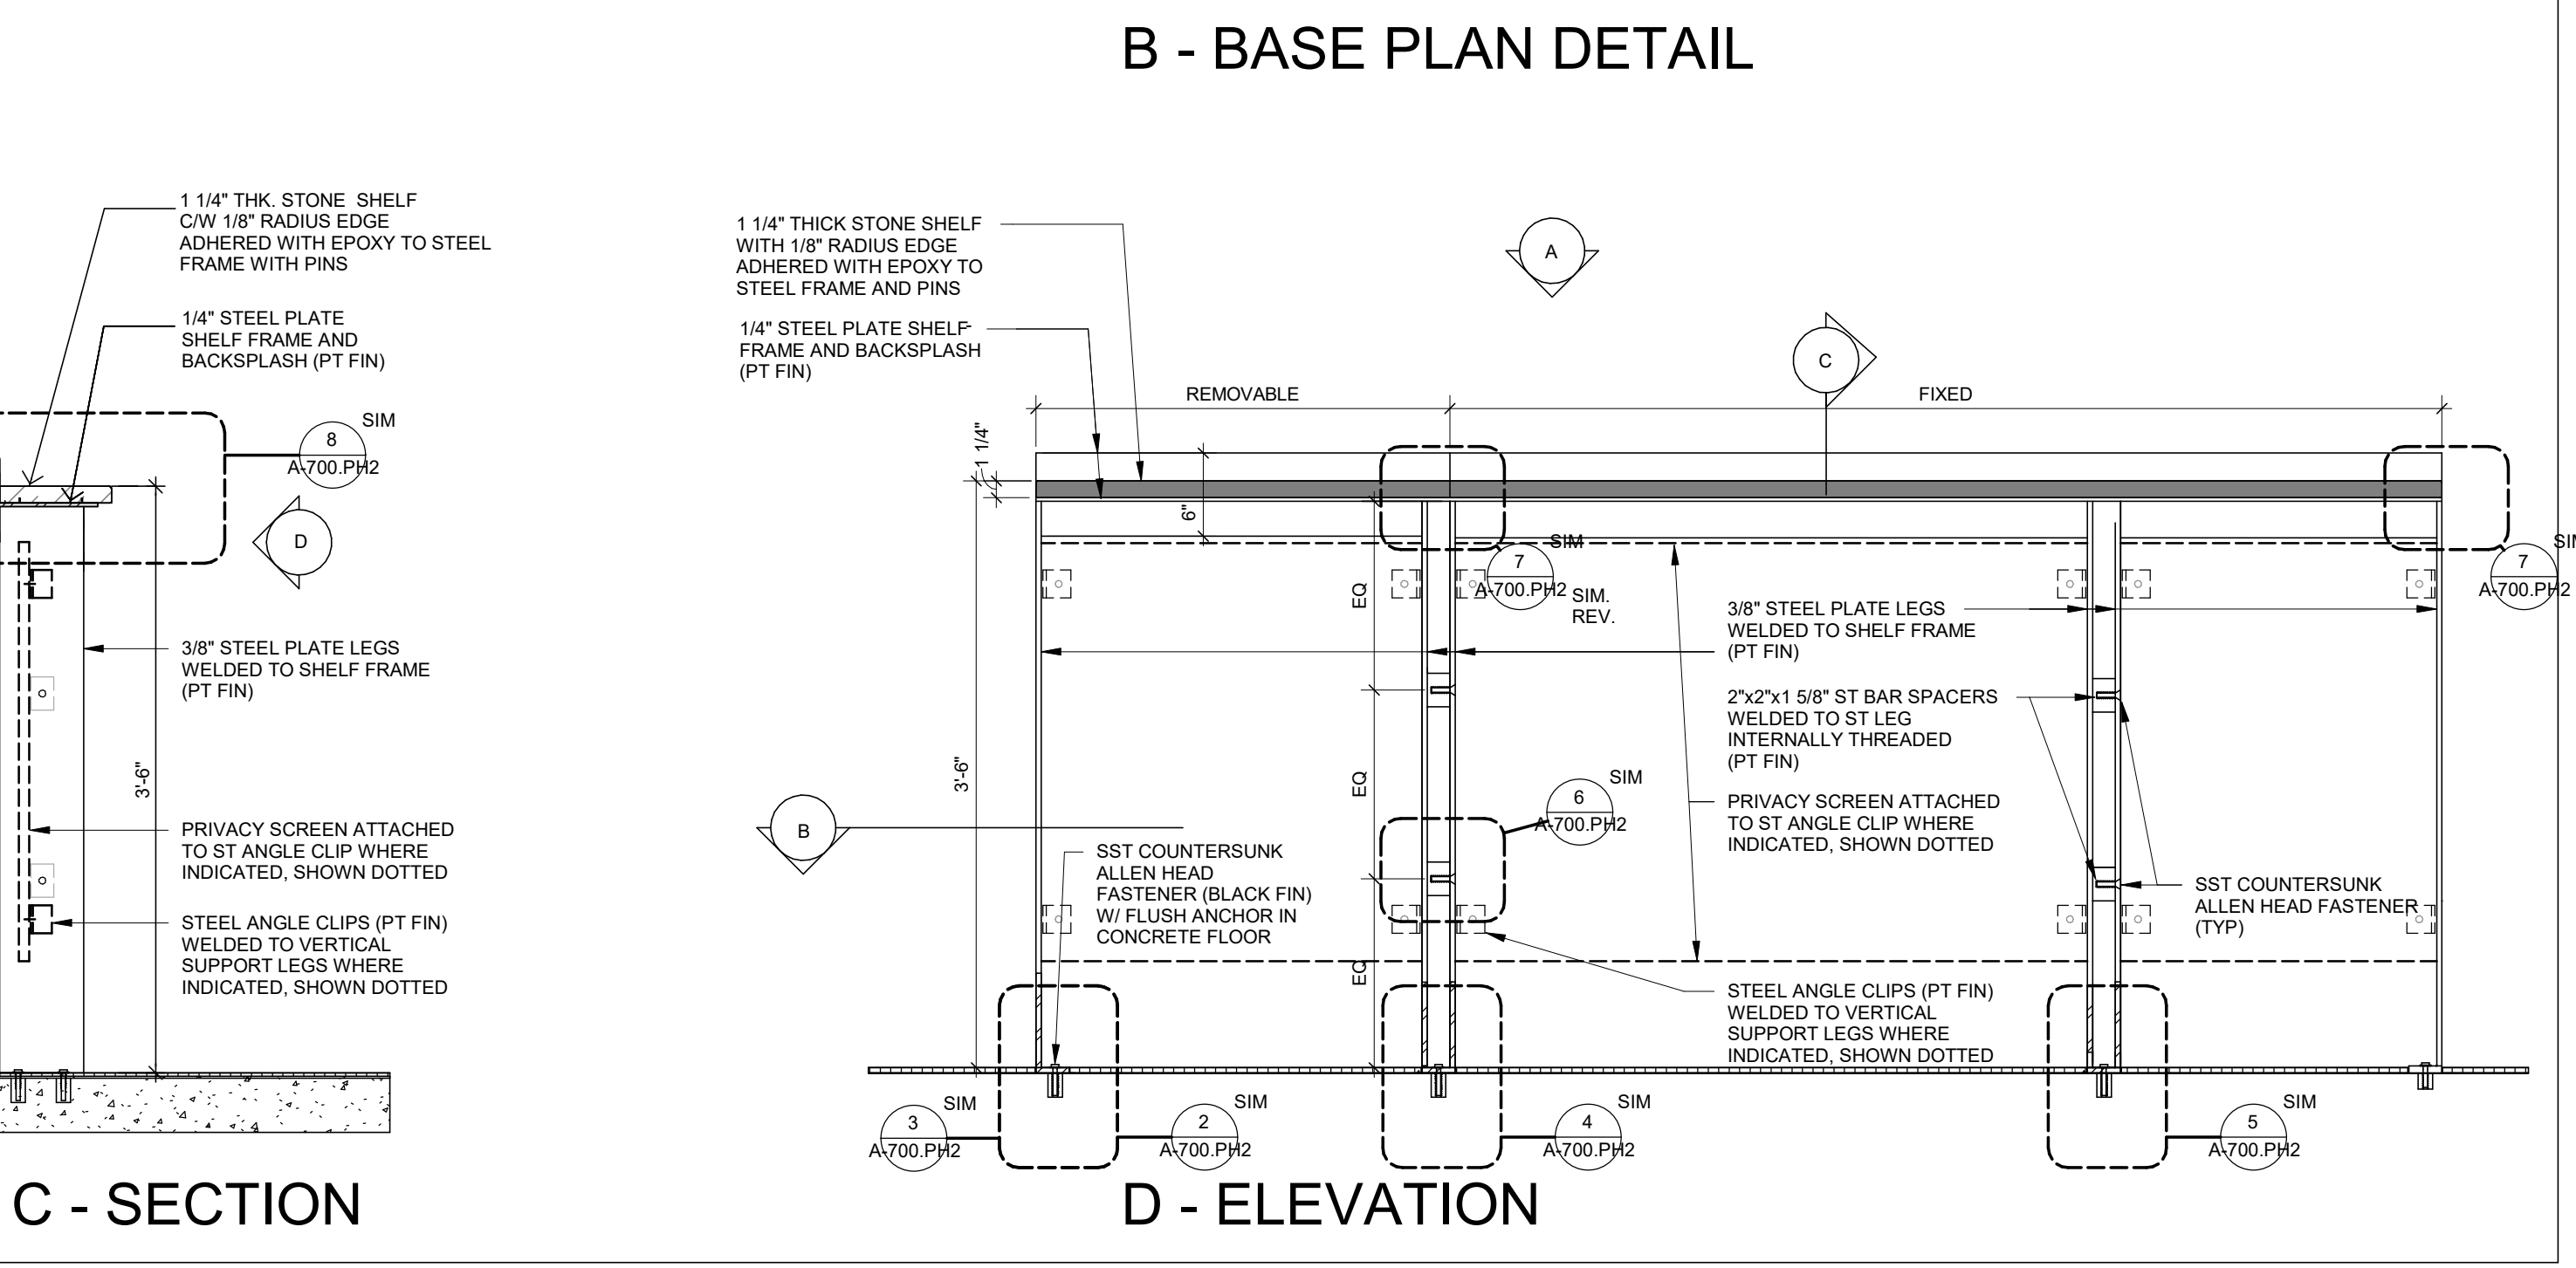 B - BASE PLAN DETAIL
1 1/4" THK. STONE SHELF
C/W 1/8" RADIUS EDGE
ADHERED WITH EPOXY TO STEEL
FRAME WITH PINS
1/4" STEEL PLATE
SHELF FRAME AND
BACKSPLASH (PT FIN)
8
SIM
A-700.PH2
D
3/8" STEEL PLATE LEGS
WELDED TO SHELF FRAME
(PT FIN)
3'-6"
PRIVACY SCREEN ATTACHED
TO ST ANGLE CLIP WHERE
INDICATED, SHOWN DOTTED
STEEL ANGLE CLIPS (PT FIN)
WELDED TO VERTICAL
SUPPORT LEGS WHERE
INDICATED, SHOWN DOTTED
C - SECTION
1 1/4" THICK STONE SHELF
WITH 1/8" RADIUS EDGE
ADHERED WITH EPOXY TO
STEEL FRAME AND PINS
1/4" STEEL PLATE SHELF
FRAME AND BACKSPLASH
(PT FIN)
A
C
REMOVABLE
FIXED
1 1/4"
6"
3'-6"
EQ
EQ
EQ
SIM
7
A-700.PH2
SIM.
REV.
SIM
7
A-700.PH2
3/8" STEEL PLATE LEGS
WELDED TO SHELF FRAME
(PT FIN)
2"x2"x1 5/8" ST BAR SPACERS
WELDED TO ST LEG
INTERNALLY THREADED
(PT FIN)
SIM
6
A-700.PH2
PRIVACY SCREEN ATTACHED
TO ST ANGLE CLIP WHERE
INDICATED, SHOWN DOTTED
B
SST COUNTERSUNK
ALLEN HEAD
FASTENER (BLACK FIN)
W/ FLUSH ANCHOR IN
CONCRETE FLOOR
SST COUNTERSUNK
ALLEN HEAD FASTENER
(TYP)
STEEL ANGLE CLIPS (PT FIN)
WELDED TO VERTICAL
SUPPORT LEGS WHERE
INDICATED, SHOWN DOTTED
SIM
3
A-700.PH2
SIM
2
A-700.PH2
SIM
4
A-700.PH2
SIM
5
A-700.PH2
D - ELEVATION